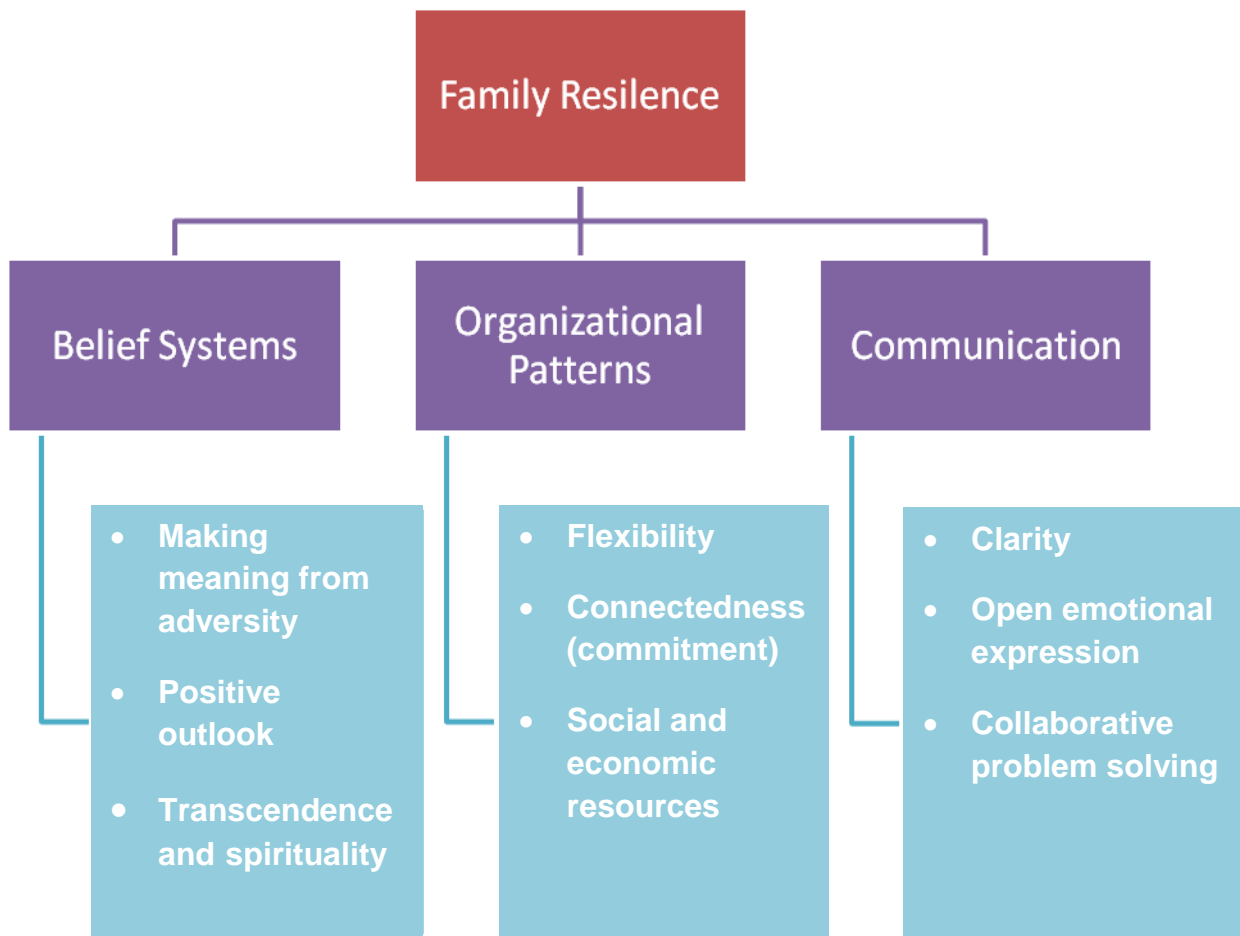 Family Resilence
Belief Systems
Organizational
Patterns
Communication
• Making
meaning from
adversity
• Positive
outlook
• Transcendence
and spirituality
• Flexibility
• Connectedness
(commitment)
• Social and
economic
resources
• Clarity
• Open emotional
expression
• Collaborative
problem solving